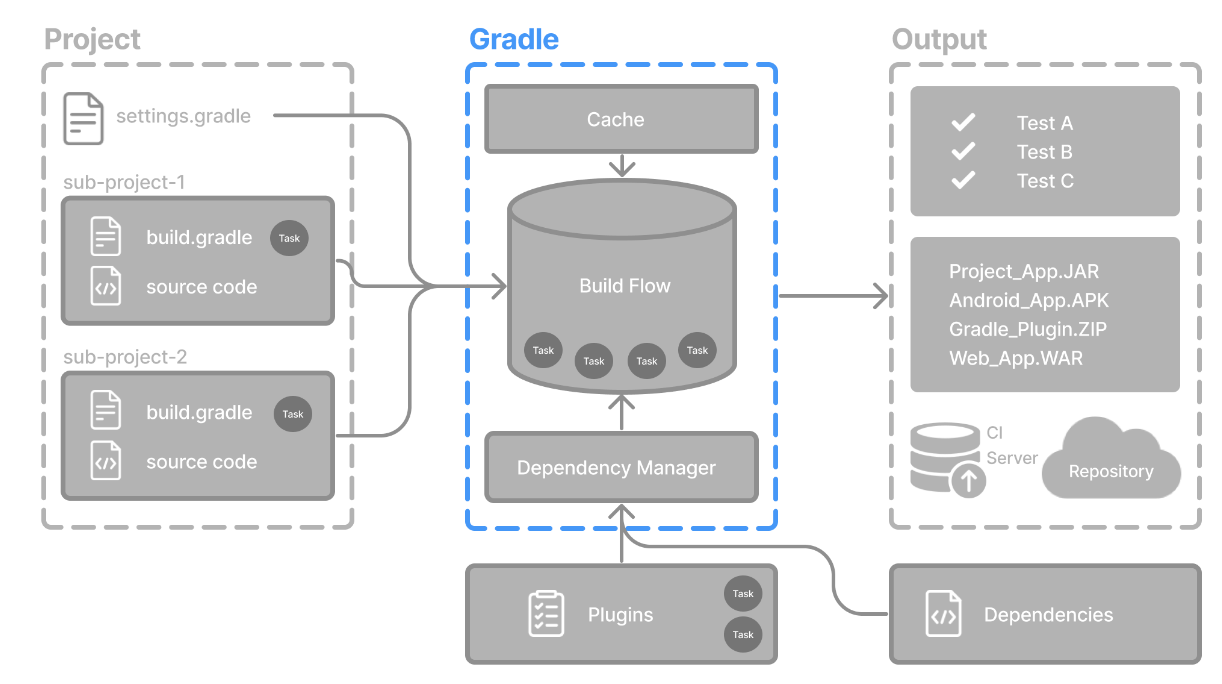 Project
settings.gradle
sub-project-1
build.gradle
Task
source code
sub-project-2
build.gradle
Task
source code
Gradle
Cache
Build Flow
Task
Task
Task
Task
Dependency Manager
Plugins
Task
Task
Output
Test A
Test B
Test C
Project_App.JAR
Android_App.APK
Gradle_Plugin.ZIP
Web_App.WAR
CI
Server
Repository
Dependencies